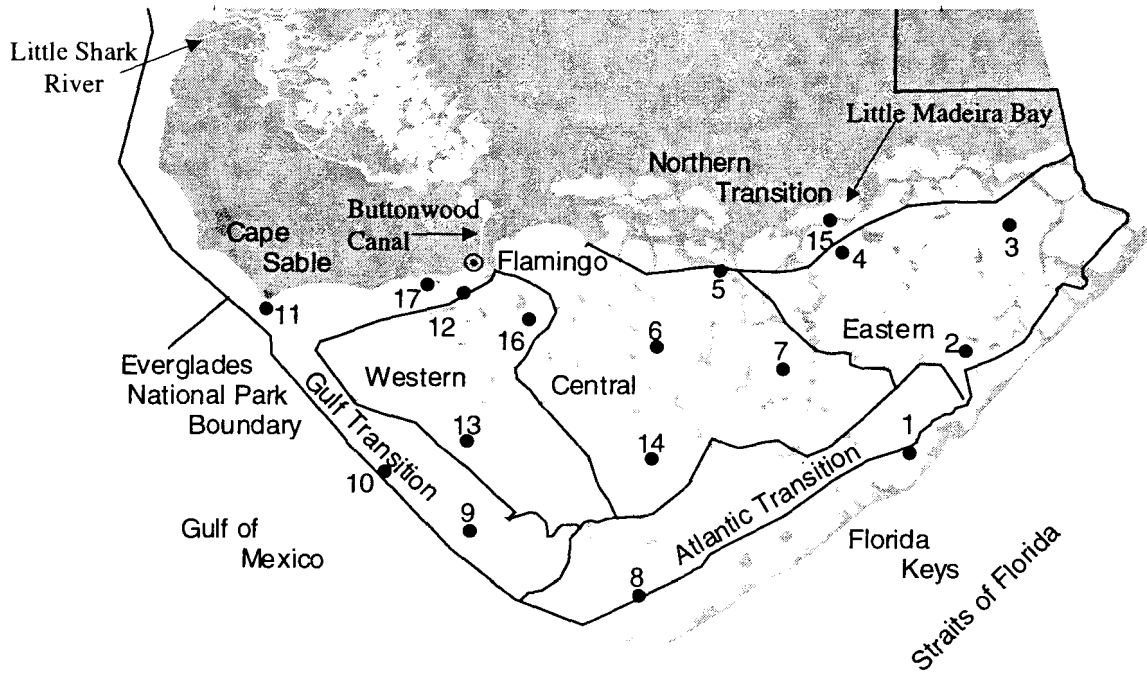 Little Shark
River
Little Madeira Bay
Northern
Transition
Buttonwood
Canal
Cape
Sable
Flamingo
15
4
3
5
17
12
11
16
6
Eastern
2
7
Everglades
National Park
Boundary
Western
Central
Gulf Transition
13
14
1
10
9
Atlantic Transition
Gulf of
Mexico
Florida
Keys
8
Straits of Florida